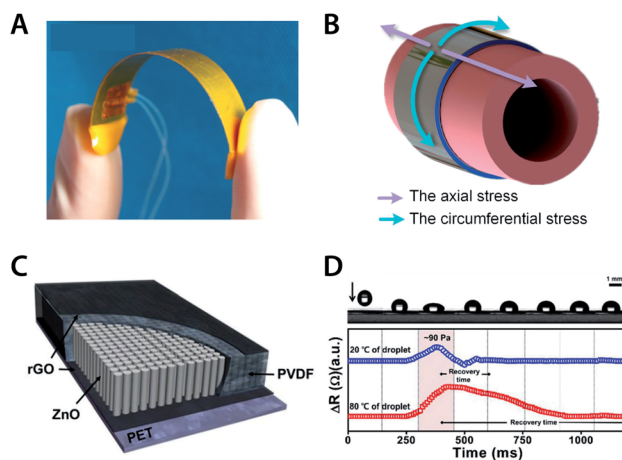 A
B
The axial stress
The circumferential stress
C
rGO
ZnO
PVDF
PET
D
1 mm
~90 Pa
20 ℃ of droplet
Recovery
time
80 ℃ of droplet
Recovery time
ΔR (Ω)(a.u.)
0 250 500 750 1000
Time (ms)